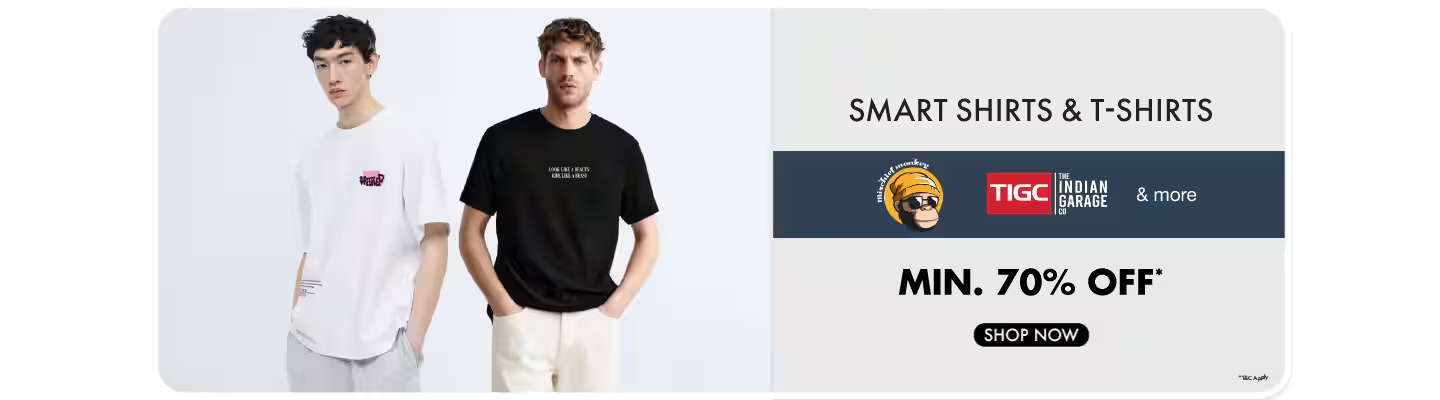 LOOK LIKE A BEAUTY
RIDE LIKE A BEAST
SMART SHIRTS & T-SHIRTS
mischief monkey
TIGC
THE
INDIAN
GARAGE
CO
& more
MIN. 70% OFF*
SHOP NOW
*T&C Apply